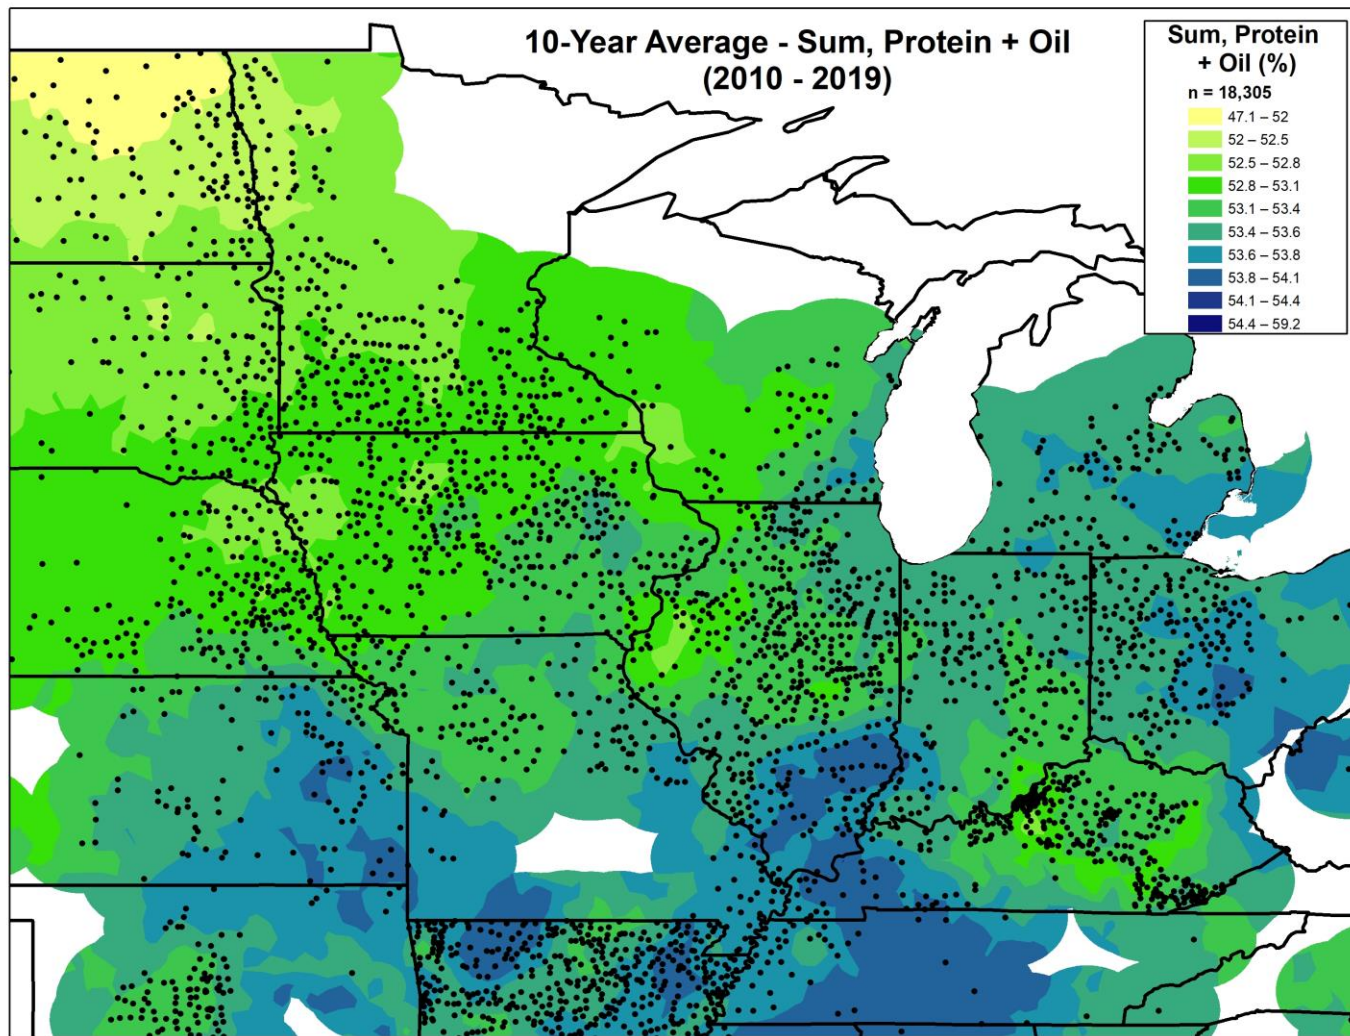 10-Year Average - Sum, Protein + Oil
(2010 - 2019)
Sum, Protein
+ Oil (%)
n = 18,305
47.1 – 52
52 – 52.5
52.5 – 52.8
52.8 – 53.1
53.1 – 53.4
53.4 – 53.6
53.6 – 53.8
53.8 – 54.1
54.1 – 54.4
54.4 – 59.2